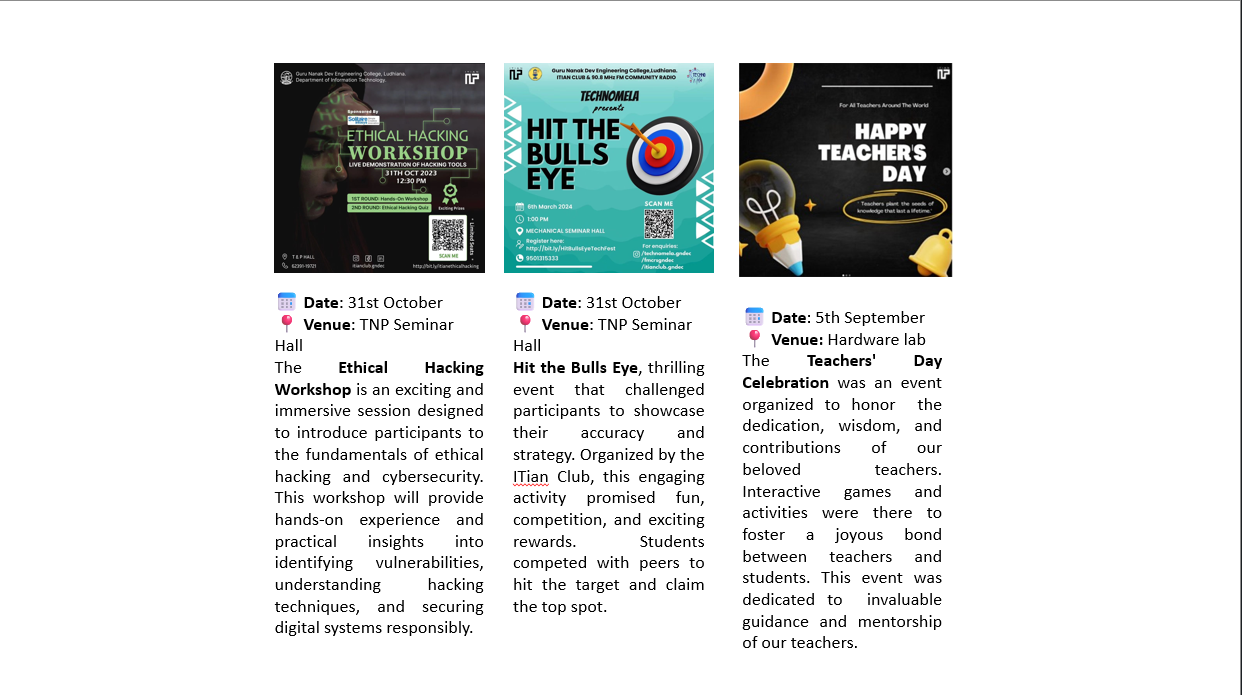 Guru Nanak Dev Engineering College, Ludhiana.
Department of Information Technology.
Sponsored By
Solitaire
ETHICAL HACKING
WORKSHOP
LIVE DEMONSTRATION OF HACKING TOOLS
31TH OCT 2023
12:30 PM
1ST ROUND: Hands-On Workshop
2ND ROUND: Ethical Hacking Quiz
Exciting Prizes
* Limited Seats *
SCAN ME
T & P HALL
62391-19721
itianclub.gndec
http://bit.ly/itianethicalhacking
Date: 31st October
Venue: TNP Seminar
Hall
The Ethical Hacking
Workshop is an exciting and
immersive session designed
to introduce participants to
the fundamentals of ethical
hacking and cybersecurity.
This workshop will provide
hands-on experience and
practical insights into
identifying vulnerabilities,
understanding hacking
techniques, and securing
digital systems responsibly.
Guru Nanak Dev Engineering College,Ludhiana.
ITIAN CLUB & 90.8 MHz FM COMMUNITY RADIO
TECHNOMELA
presents
HIT THE
BULLS
EYE
6th March 2024
1:00 PM
MECHANICAL SEMINAR HALL
Register here:
http://bit.ly/HitBullsEyeTechFest
9501315333
SCAN ME
For enquiries:
/technomela.gndec
/fmcrsgndec
/itianclub.gndec
Date: 31st October
Venue: TNP Seminar
Hall
Hit the Bulls Eye, thrilling
event that challenged
participants to showcase
their accuracy and
strategy. Organized by the
ITian Club, this engaging
activity promised fun,
competition, and exciting
rewards. Students
competed with peers to
hit the target and claim
the top spot.
For All Teachers Around The World
HAPPY
TEACHER'S
DAY
" Teachers plant the seeds of
knowledge that last a lifetime."
Date: 5th September
Venue: Hardware lab
The Teachers' Day
Celebration was an event
organized to honor the
dedication, wisdom, and
contributions of our
beloved teachers.
Interactive games and
activities were there to
foster a joyous bond
between teachers and
students. This event was
dedicated to invaluable
guidance and mentorship
of our teachers.